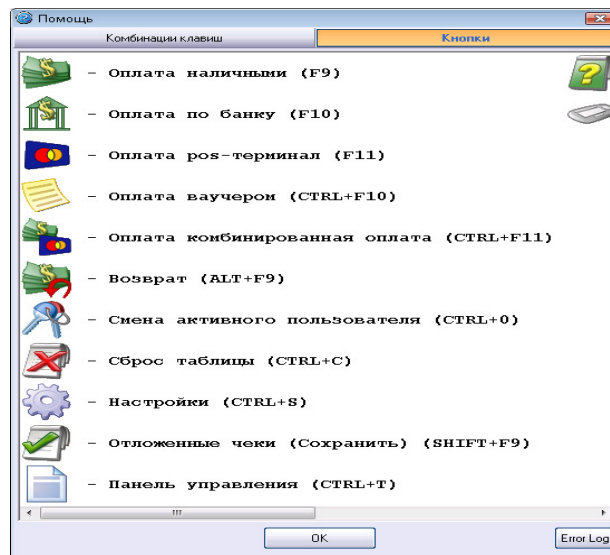 Помощь
Комбинации клавиш
Кнопки
- Оплата наличными (F9)
- Оплата по банку (F10)
- Оплата pos-терминал (F11)
- Оплата ваучером (CTRL+F10)
- Оплата комбинированная оплата (CTRL+F11)
- Возврат (ALT+F9)
- Смена активного пользователя (CTRL+0)
- Сброс таблицы (CTRL+C)
- Настройки (CTRL+S)
- Отложенные чеки (Сохранить) (SHIFT+F9)
- Панель управления (CTRL+T)
OK
Error Log